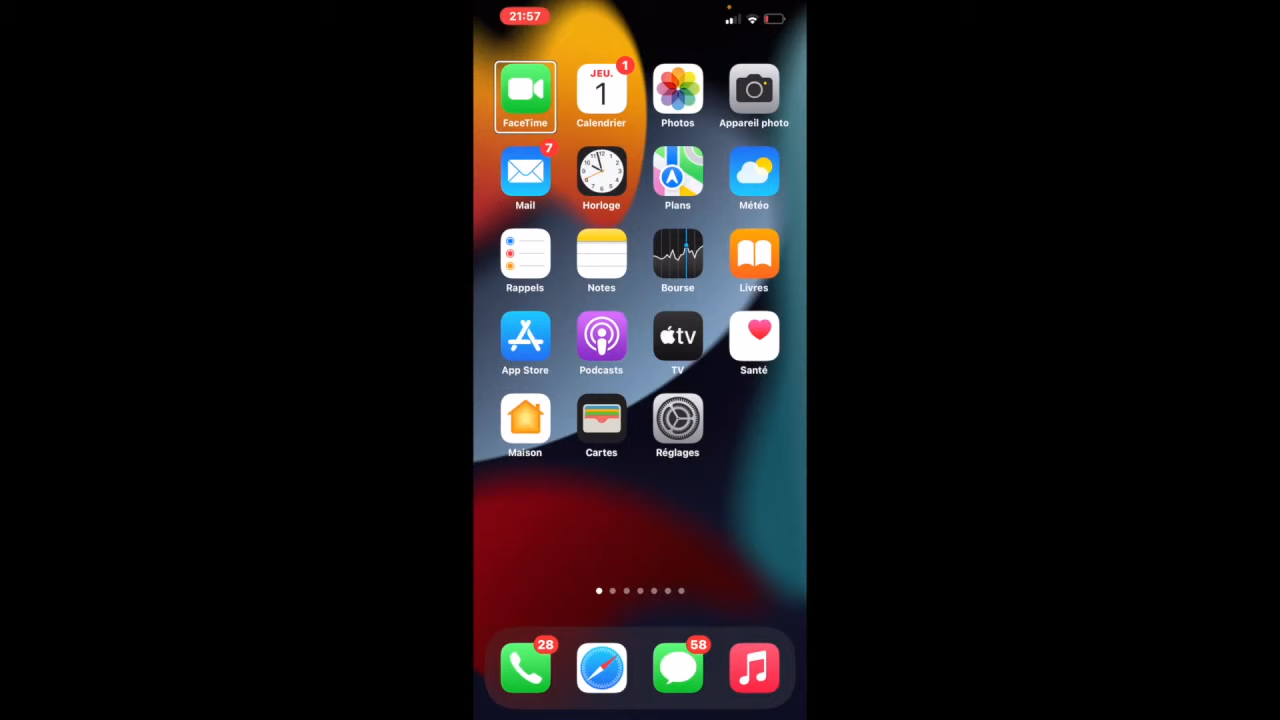 21:57
JEU. 1
1
FaceTime Calendrier Photos Appareil photo
7
Mail Horloge Plans Météo
Rappels Notes Bourse Livres
tv
App Store Podcasts TV Santé
Maison Cartes Réglages
28 58